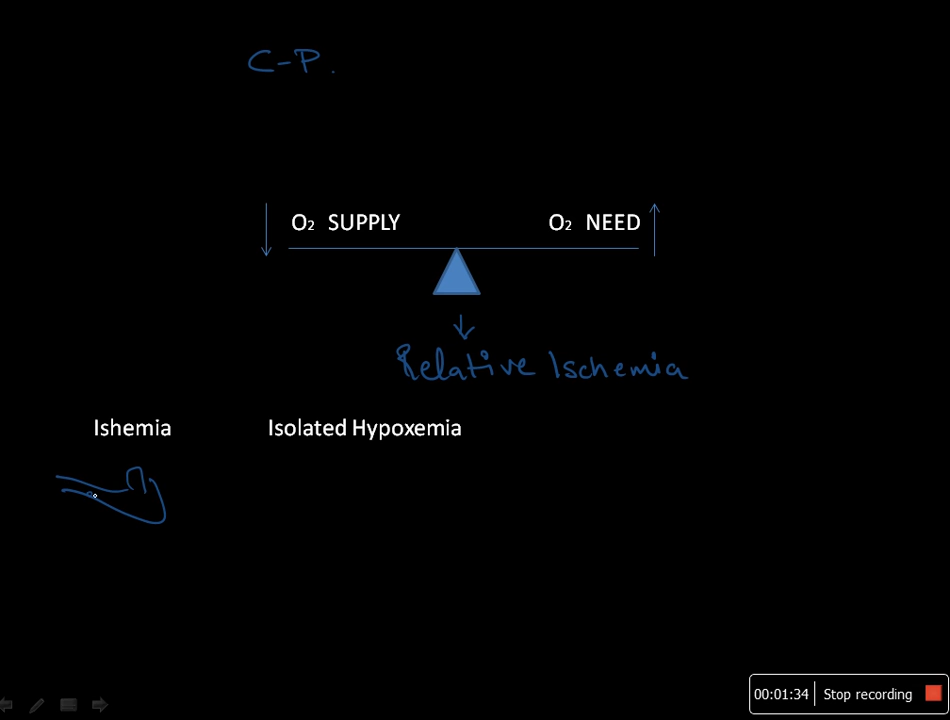 C-P.
O2 SUPPLY O2 NEED
Relative Ischemia
Ishemia Isolated Hypoxemia
00:01:34 Stop recording